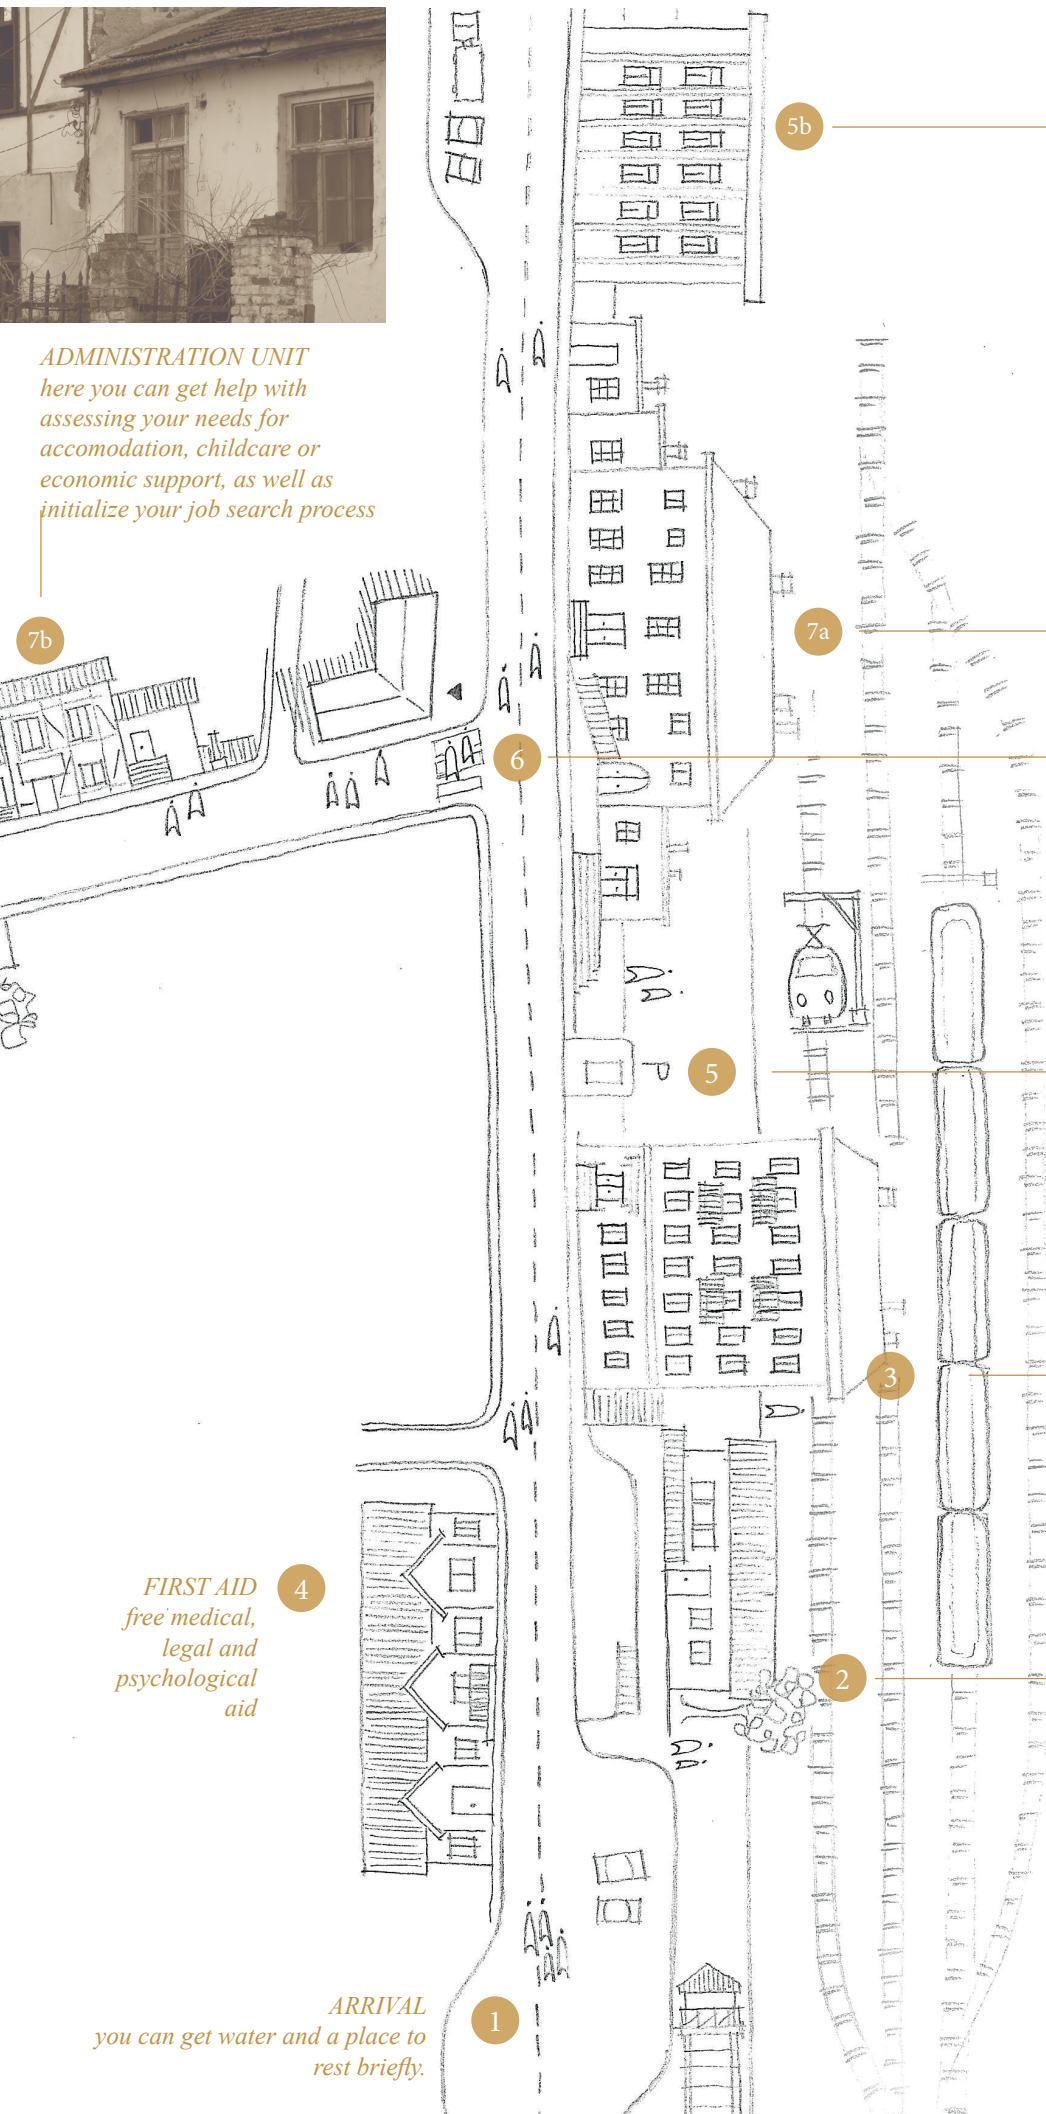 5b
ADMINISTRATION UNIT
here you can get help with
assessing your needs for
accomodation, childcare or
economic support, as well as
initialize your job search process
7b
7a
6
5
P
3
FIRST AID
4
free medical,
legal and
psychological
aid
2
ARRIVAL
1
you can get water and a place to
rest briefly.